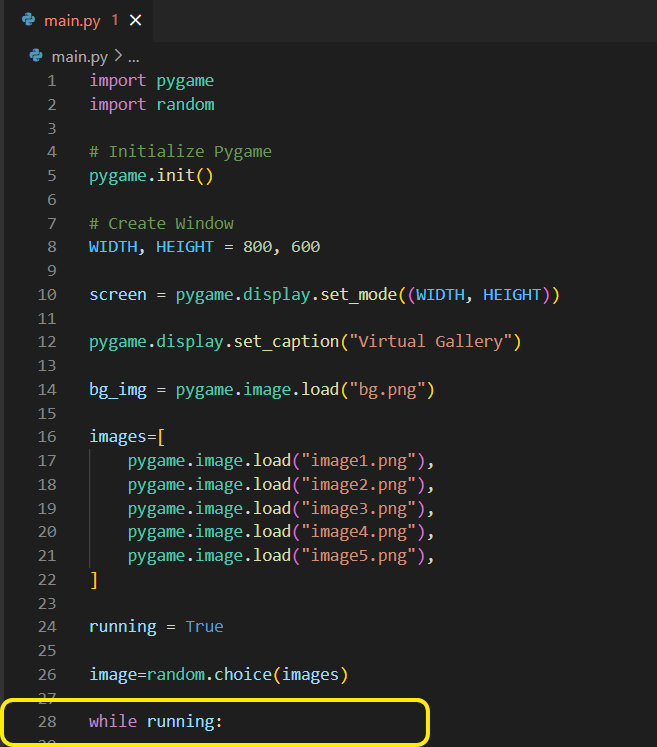 main.py 1 ×
main.py > ...
1 import pygame
2 import random
3
4 # Initialize Pygame
5 pygame.init()
6
7 # Create Window
8 WIDTH, HEIGHT = 800, 600
9
10 screen = pygame.display.set_mode((WIDTH, HEIGHT))
11
12 pygame.display.set_caption("Virtual Gallery")
13
14 bg_img = pygame.image.load("bg.png")
15
16 images=[
17     pygame.image.load("image1.png"),
18     pygame.image.load("image2.png"),
19     pygame.image.load("image3.png"),
20     pygame.image.load("image4.png"),
21     pygame.image.load("image5.png"),
22 ]
23
24 running = True
25
26 image=random.choice(images)
27
28 while running: